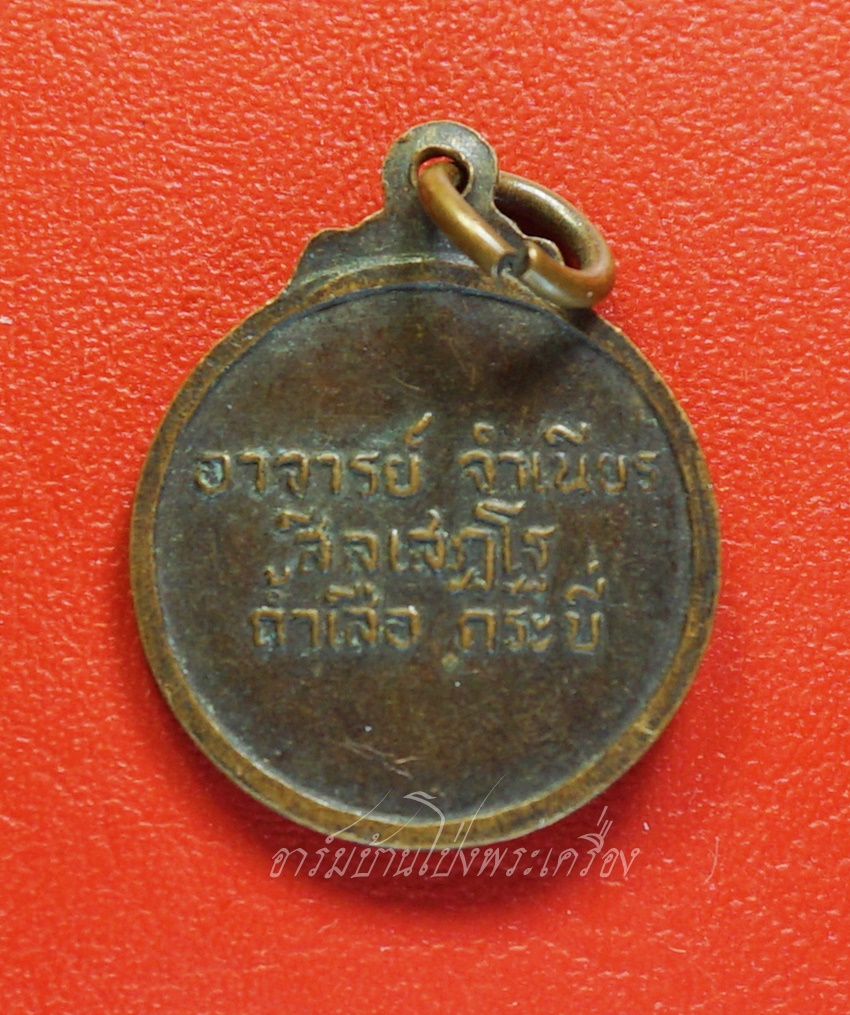 อาจารย์ จำเนียร
สีลเสฏฺโฐ
ถ้ำเสือ กระบี่
อาร์มบ้านโป่งพระเครื่อง